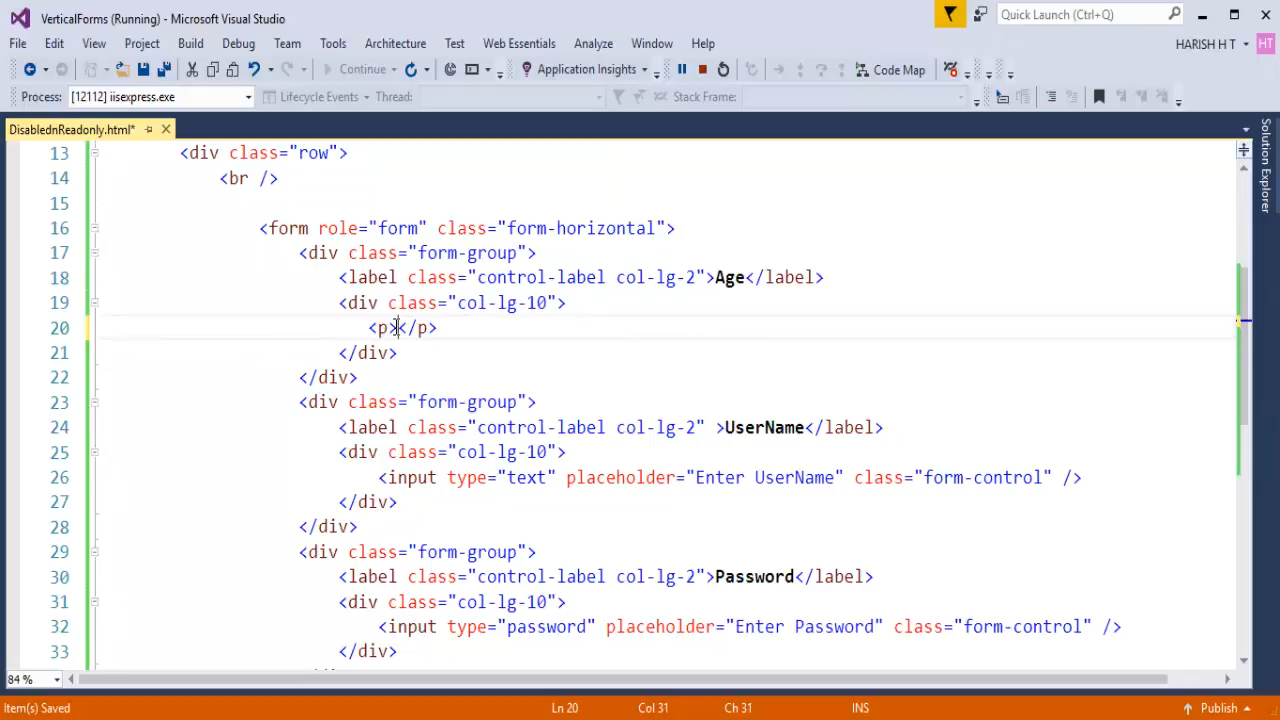 VerticalForms (Running) - Microsoft Visual Studio
Quick Launch (Ctrl+Q)
File Edit View Project Build Debug Team Tools Architecture Test Web Essentials Analyze Window Help
HARISH H T HT
Continue Application Insights Code Map
Process: [12112] iisexpress.exe Lifecycle Events Thread: Stack Frame:
DisablednReadonly.html*
Solution Explorer
13 <div class="row">
14 <br />
15
16 <form role="form" class="form-horizontal">
17 <div class="form-group">
18 <label class="control-label col-lg-2">Age</label>
19 <div class="col-lg-10">
20 <p></p>
21 </div>
22 </div>
23 <div class="form-group">
24 <label class="control-label col-lg-2" >UserName</label>
25 <div class="col-lg-10">
26 <input type="text" placeholder="Enter UserName" class="form-control" />
27 </div>
28 </div>
29 <div class="form-group">
30 <label class="control-label col-lg-2">Password</label>
31 <div class="col-lg-10">
32 <input type="password" placeholder="Enter Password" class="form-control" />
33 </div>
84 %
Item(s) Saved Ln 20 Col 31 Ch 31 INS Publish